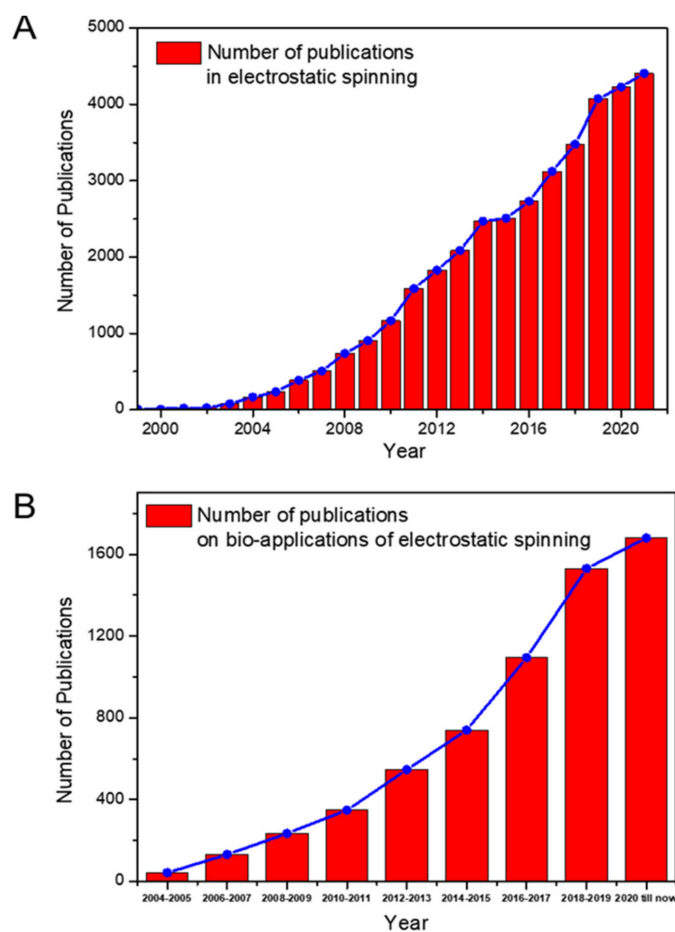 A
5000
Number of publications
in electrostatic spinning
4000
3000
2000
1000
0
Number of Publications
2000 2004 2008 2012 2016 2020
Year
B
Number of publications
on bio-applications of electrostatic spinning
1600
1200
800
400
0
Number of Publications
2004-2005 2006-2007 2008-2009 2010-2011 2012-2013 2014-2015 2016-2017 2018-2019 2020 till now
Year